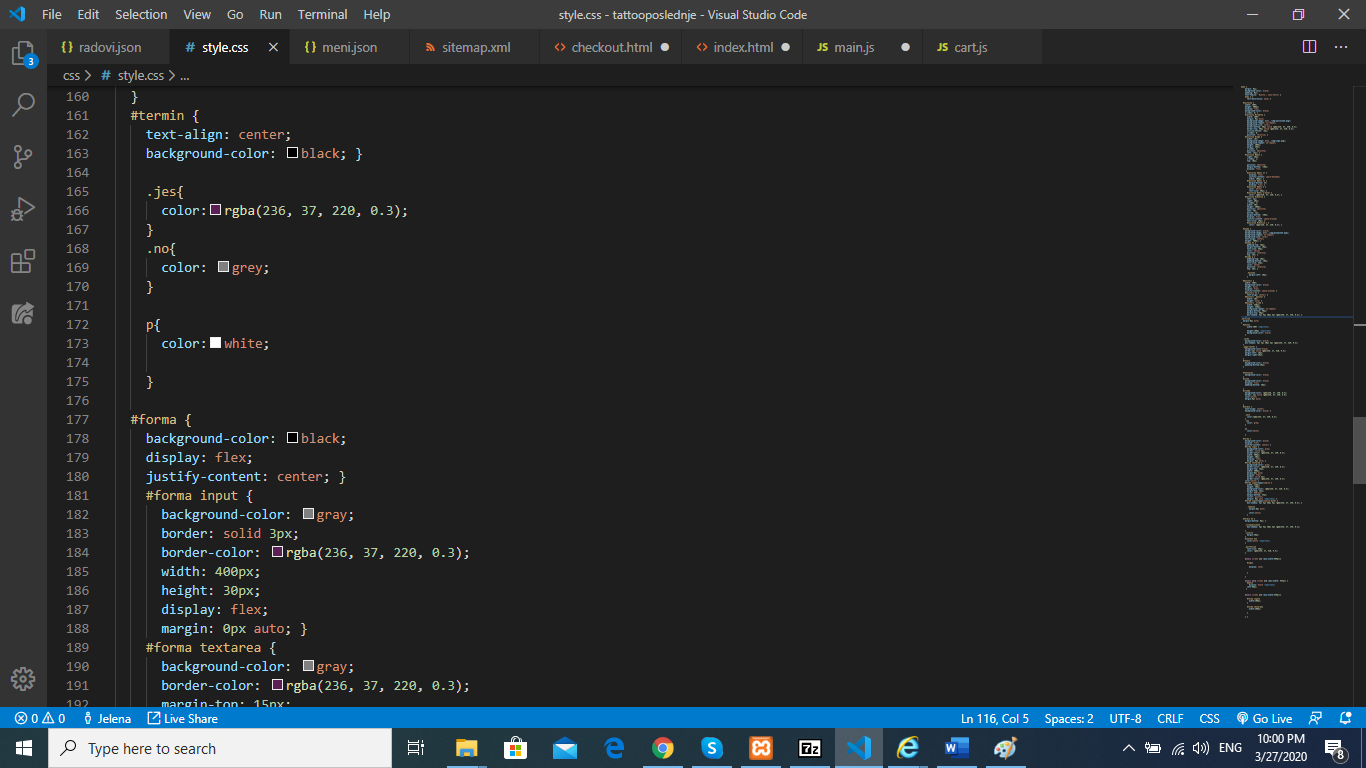 File Edit Selection View Go Run Terminal Help
style.css - tattooposlednje - Visual Studio Code
{} radovi.json
# style.css ×
{} meni.json
sitemap.xml
<> checkout.html ●
<> index.html ●
JS main.js ●
JS cart.js
3
css > # style.css > ...
160 }
161 #termin {
162 text-align: center;
163 background-color: black; }
164
165 .jes{
166 color: rgba(236, 37, 220, 0.3);
167 }
168 .no{
169 color: grey;
170 }
171
172 p{
173 color: white;
174
175 }
176
177 #forma {
178 background-color: black;
179 display: flex;
180 justify-content: center; }
181 #forma input {
182 background-color: gray;
183 border: solid 3px;
184 border-color: rgba(236, 37, 220, 0.3);
185 width: 400px;
186 height: 30px;
187 display: flex;
188 margin: 0px auto; }
189 #forma textarea {
190 background-color: gray;
191 border-color: rgba(236, 37, 220, 0.3);
192 margin-top: 15px;
0 0 Jelena Live Share
Ln 116, Col 5 Spaces: 2 UTF-8 CRLF CSS Go Live
Type here to search
7z
ENG
10:00 PM
3/27/2020
8